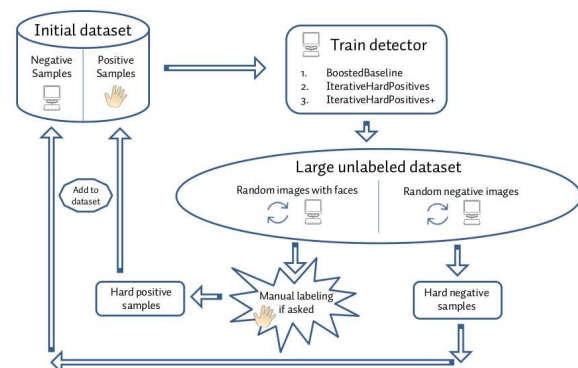 Initial dataset
Negative
Samples
Positive
Samples
Train detector
1. BoostedBaseline
2. IterativeHardPositives
3. IterativeHardPositives+
Large unlabeled dataset
Random images with faces
Random negative images
Add to
dataset
Hard positive
samples
Manual labeling
if asked
Hard negative
samples